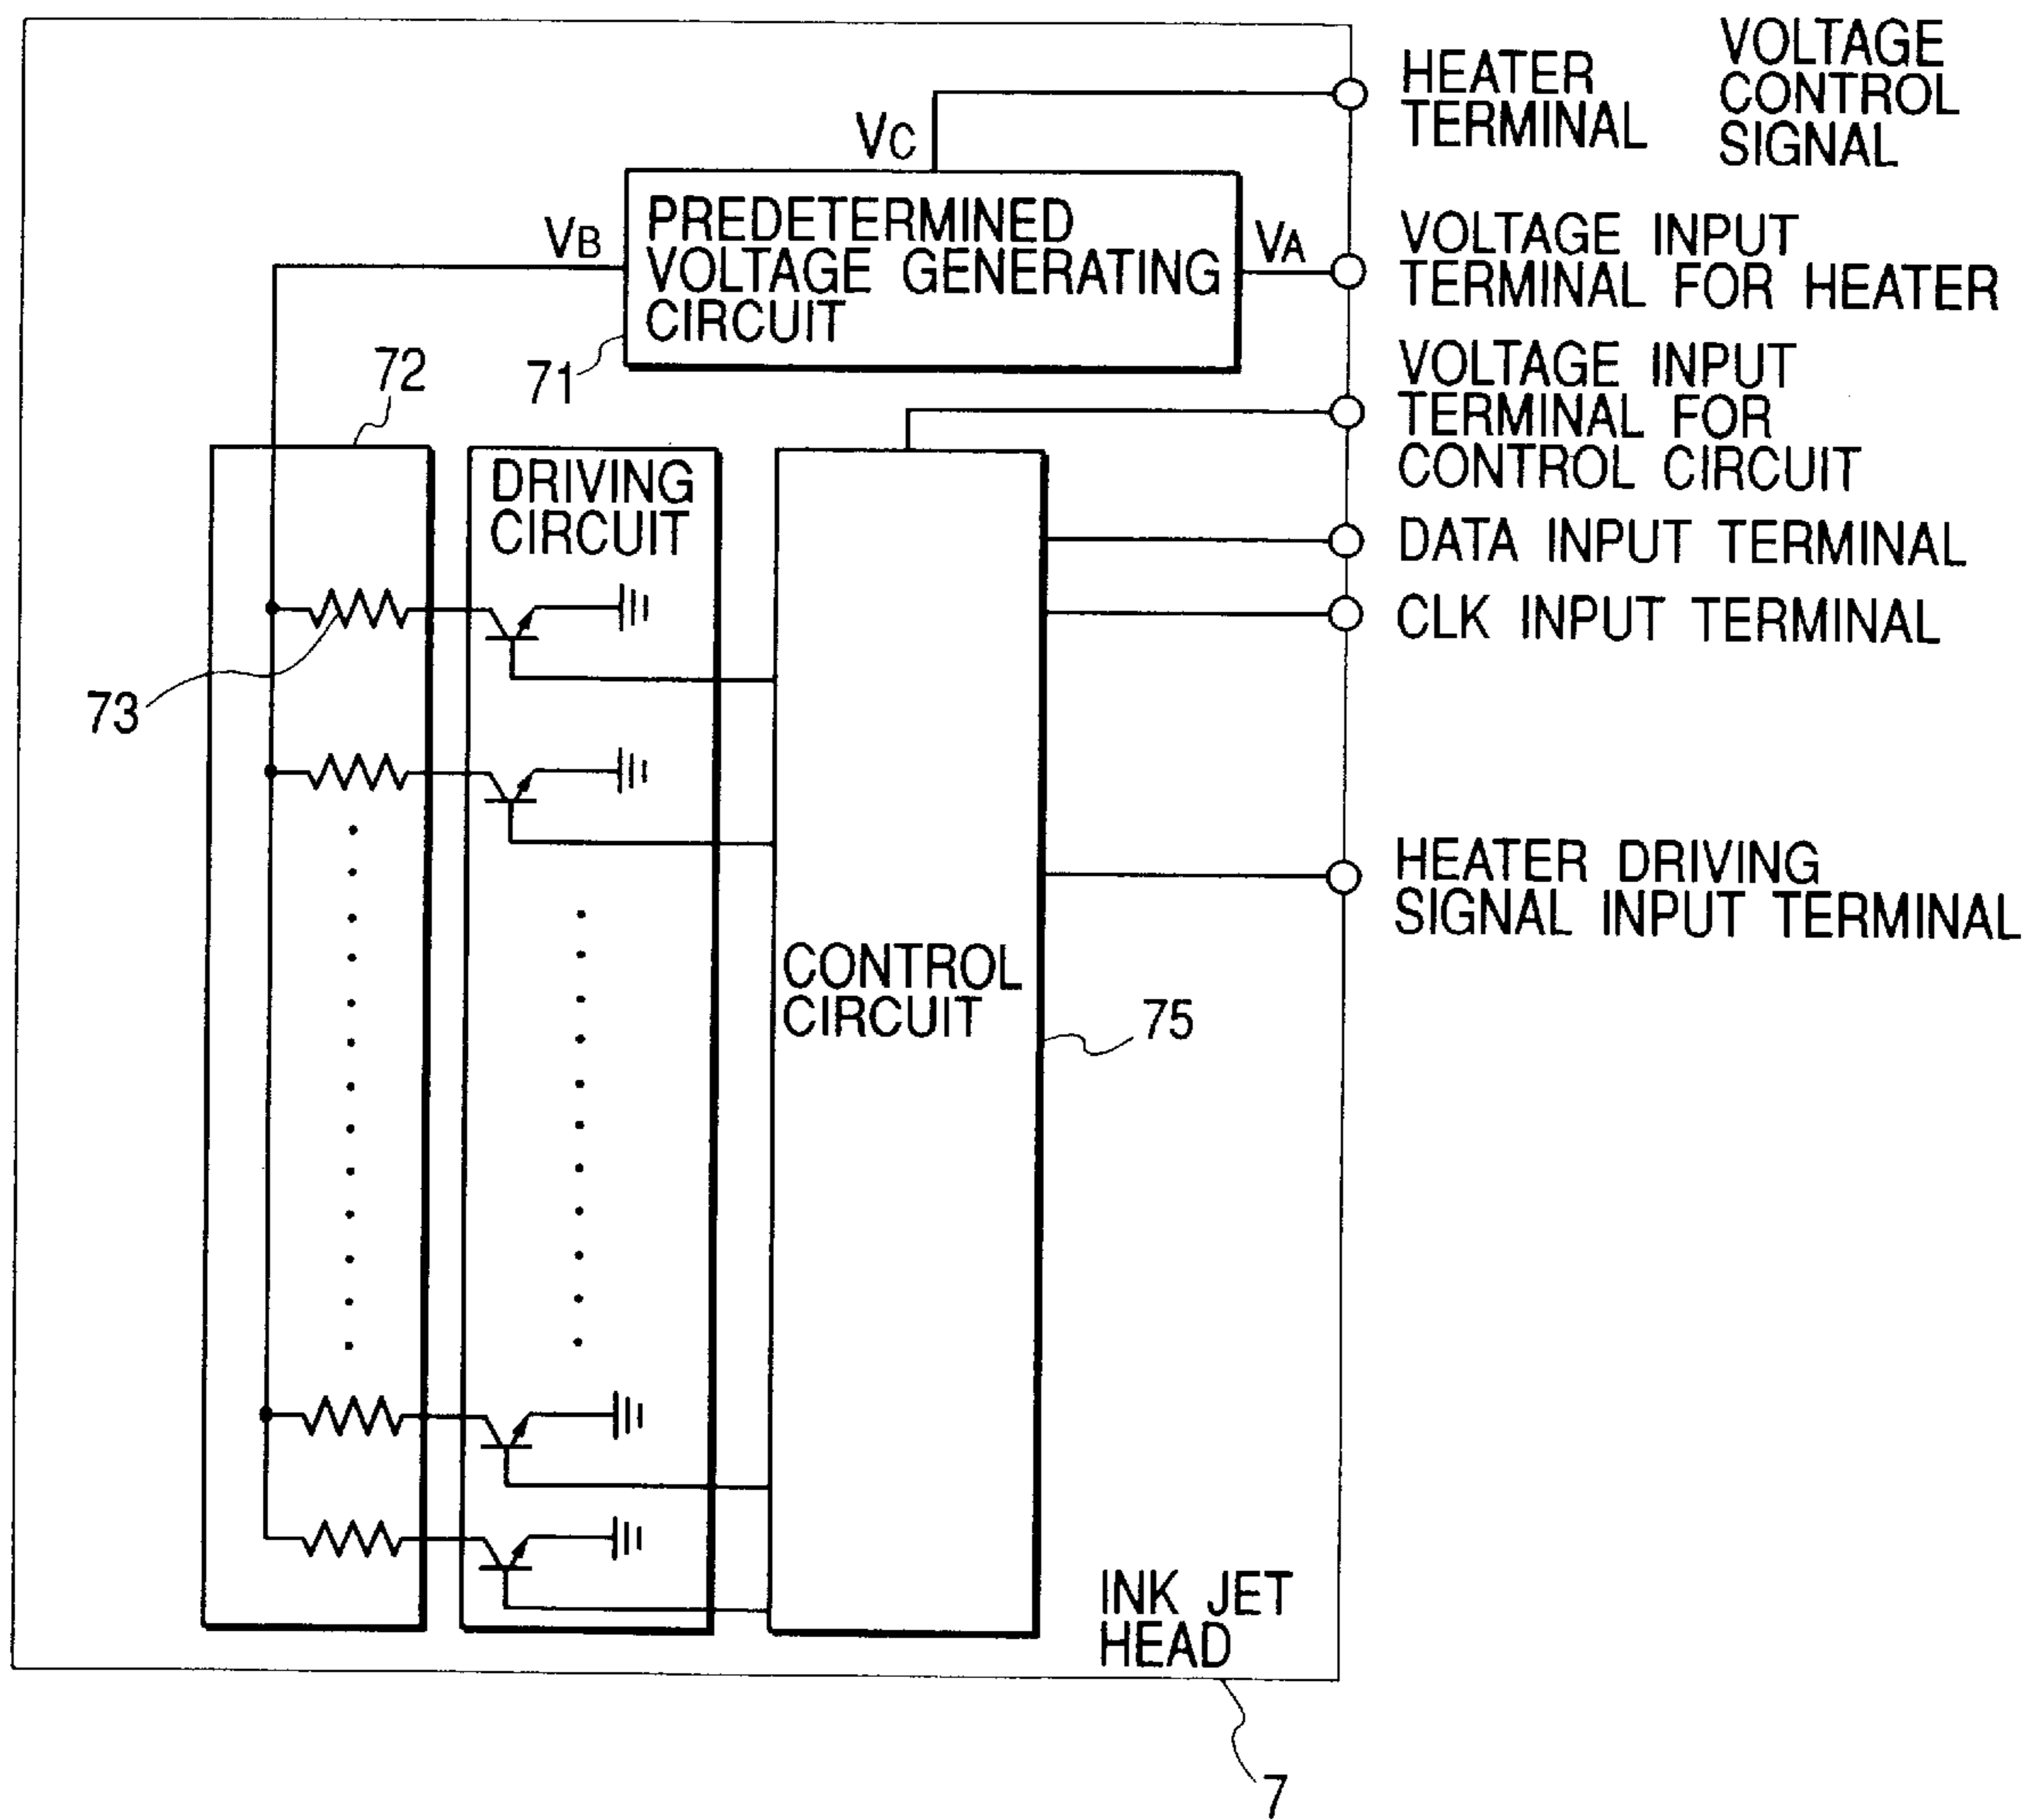 HEATER
TERMINAL
VOLTAGE
CONTROL
SIGNAL
VC
PREDETERMINED
VOLTAGE GENERATING
CIRCUIT
VB
VA
VOLTAGE INPUT
TERMINAL FOR HEATER
71
72
VOLTAGE INPUT
TERMINAL FOR
CONTROL CIRCUIT
DRIVING
CIRCUIT
DATA INPUT TERMINAL
CLK INPUT TERMINAL
73
HEATER DRIVING
SIGNAL INPUT TERMINAL
CONTROL
CIRCUIT
75
INK JET
HEAD
7